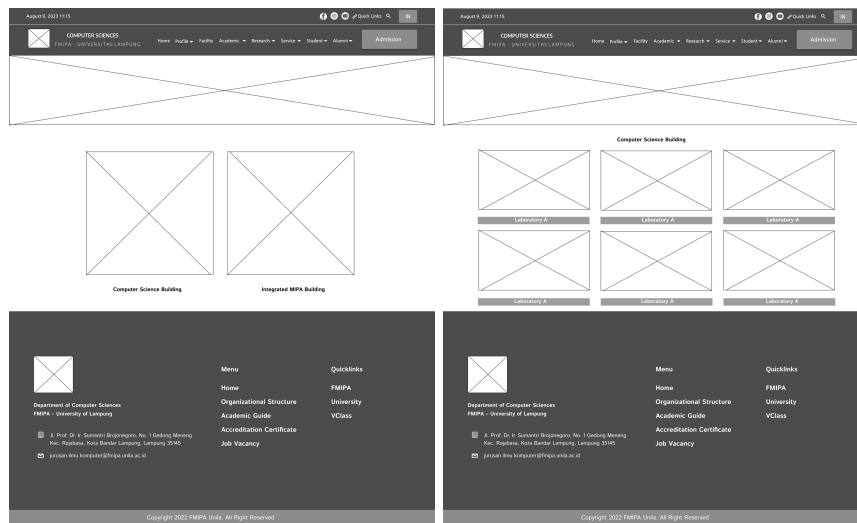 August 9, 2023 11:15
Quick Links
IN
COMPUTER SCIENCES
FMIPA - UNIVERSITAS LAMPUNG
Home Profile Facility Academic Research Service Student Alumni
Admission
Computer Science Building
Integrated MIPA Building
Department of Computer Sciences
FMIPA – University of Lampung
Jl. Prof. Dr. Ir. Sumantri Brojonegoro, No. 1 Gedong Meneng
Kec. Rajabasa, Kota Bandar Lampung, Lampung 35145
jurusan.ilmu komputer@fmipa.unila.ac.id
Menu
Home
Organizational Structure
Academic Guide
Accreditation Certificate
Job Vacancy
Quicklinks
FMIPA
University
VClass
Copyright 2022 FMIPA Unila. All Right Reserved
August 9, 2023 11:15
Quick Links
IN
COMPUTER SCIENCES
FMIPA - UNIVERSITAS LAMPUNG
Home Profile Facility Academic Research Service Student Alumni
Admission
Computer Science Building
Laboratory A
Laboratory A
Laboratory A
Laboratory A
Laboratory A
Laboratory A
Department of Computer Sciences
FMIPA – University of Lampung
Jl. Prof. Dr. Ir. Sumantri Brojonegoro, No. 1 Gedong Meneng
Kec. Rajabasa, Kota Bandar Lampung, Lampung 35145
jurusan.ilmu komputer@fmipa.unila.ac.id
Menu
Home
Organizational Structure
Academic Guide
Accreditation Certificate
Job Vacancy
Quicklinks
FMIPA
University
VClass
Copyright 2022 FMIPA Unila. All Right Reserved